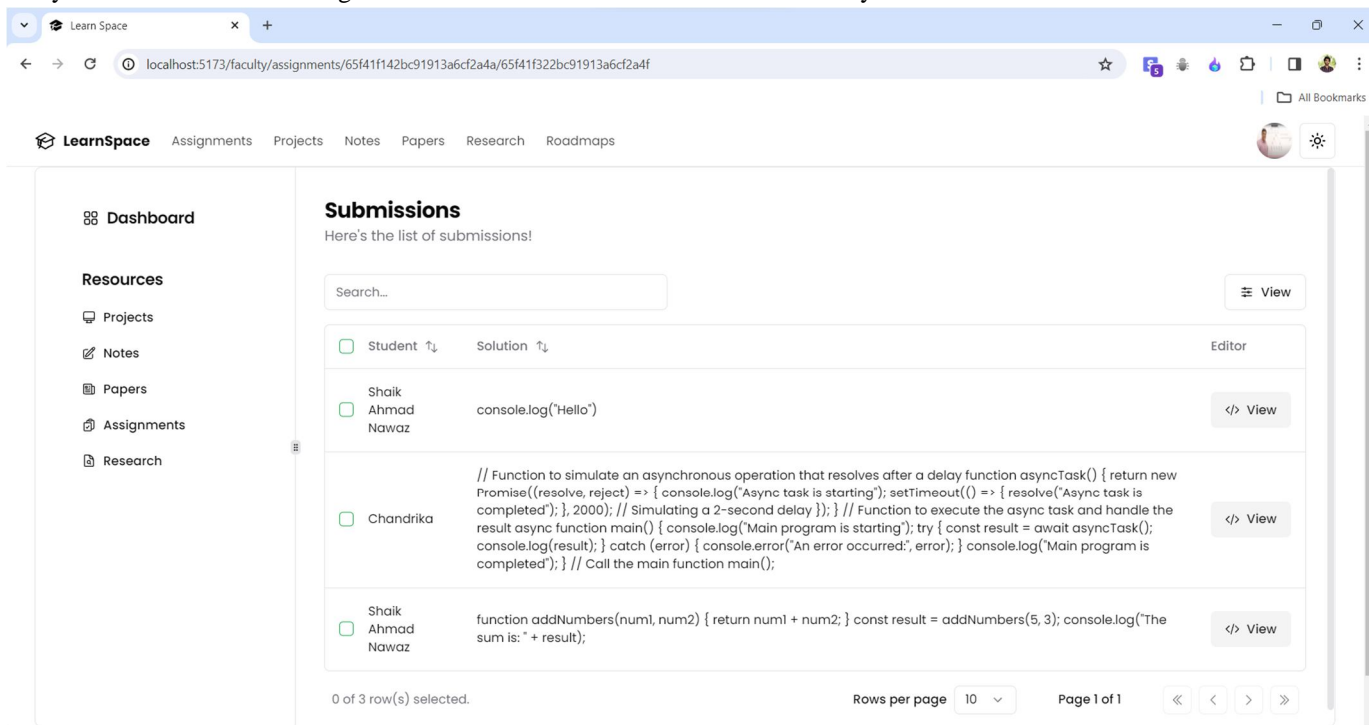 Learn Space
localhost:5173/faculty/assignments/65f41f142bc91913a6cf2a4a/65f41f322bc91913a6cf2a4f
All Bookmarks
LearnSpace Assignments Projects Notes Papers Research Roadmaps
Dashboard
Resources
Projects
Notes
Papers
Assignments
Research
Submissions
Here's the list of submissions!
Search...
View
Student Solution Editor
Shaik
Ahmad
Nawaz
console.log("Hello")
View
Chandrika
// Function to simulate an asynchronous operation that resolves after a delay function asyncTask() { return new
Promise((resolve, reject) => { console.log("Async task is starting"); setTimeout(() => { resolve("Async task is
completed"); }, 2000); // Simulating a 2-second delay }); } // Function to execute the async task and handle the
result async function main() { console.log("Main program is starting"); try { const result = await asyncTask();
console.log(result); } catch (error) { console.error("An error occurred:", error); } console.log("Main program is
completed"); } // Call the main function main();
</> View
Shaik
Ahmad
Nawaz
function addNumbers(num1, num2) { return num1 + num2; } const result = addNumbers(5, 3); console.log("The
sum is: " + result);
</> View
0 of 3 row(s) selected.
Rows per page 10
Page 1 of 1